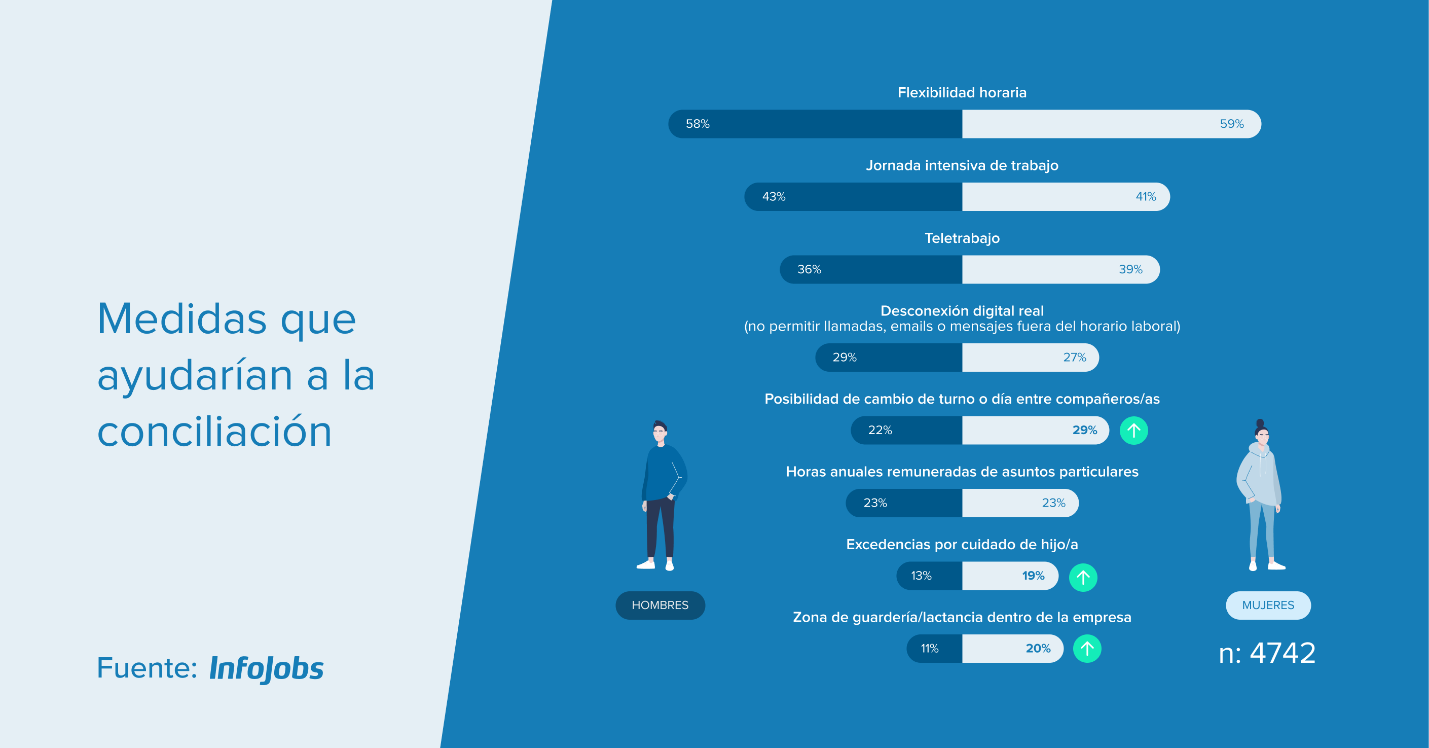 Medidas que
ayudarían a la
conciliación
Fuente: InfoJobs
Flexibilidad horaria
58% 59%
Jornada intensiva de trabajo
43% 41%
Teletrabajo
36% 39%
Desconexión digital real
(no permitir llamadas, emails o mensajes fuera del horario laboral)
29% 27%
Posibilidad de cambio de turno o día entre compañeros/as
22% 29%
Horas anuales remuneradas de asuntos particulares
23% 23%
Excedencias por cuidado de hijo/a
13% 19%
Zona de guardería/lactancia dentro de la empresa
11% 20%
HOMBRES
MUJERES
n: 4742